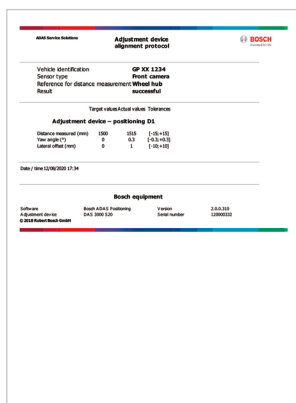 ADAS Service Solutions
Adjustment device
alignment protocol
BOSCH
Invented for life
Vehicle identification GP XX 1234
Sensor type Front camera
Reference for distance measurement Wheel hub
Result successful
Target values Actual values Tolerances
Adjustment device – positioning D1
Distance measured (mm) 1500 1515 [-15;+15]
Yaw angle (°) 0 0.3 [-0.3;+0.3]
Lateral offset (mm) 0 1 [-10;+10]
Date / time 12/08/2020 17:34
Bosch equipment
Software Bosch ADAS Positioning Version 2.0.0.310
Adjustment device DAS 3000 S20 Serial number 120000332
© 2018 Robert Bosch GmbH